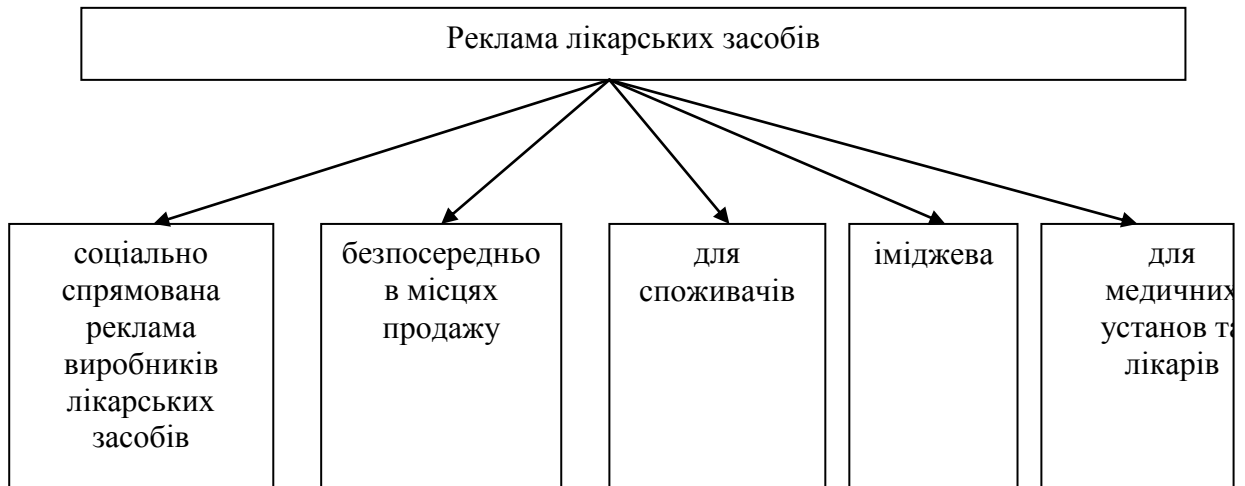 Реклама лікарських засобів
соціально
спрямована
реклама
виробників
лікарських
засобів
безпосередньо
в місцях
продажу
для
споживачів
іміджева
для
медичних
установ та
лікарів